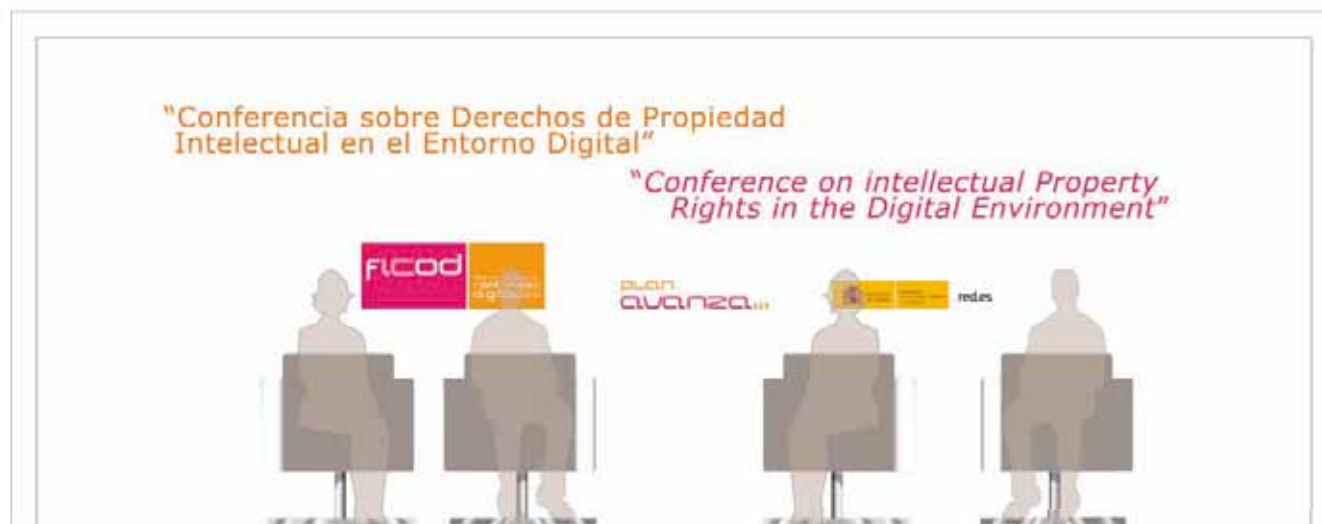 “Conferencia sobre Derechos de Propiedad
Intelectual en el Entorno Digital”
“Conference on intellectual Property
Rights in the Digital Environment”
FICOD
PLAN
avanza
red.es